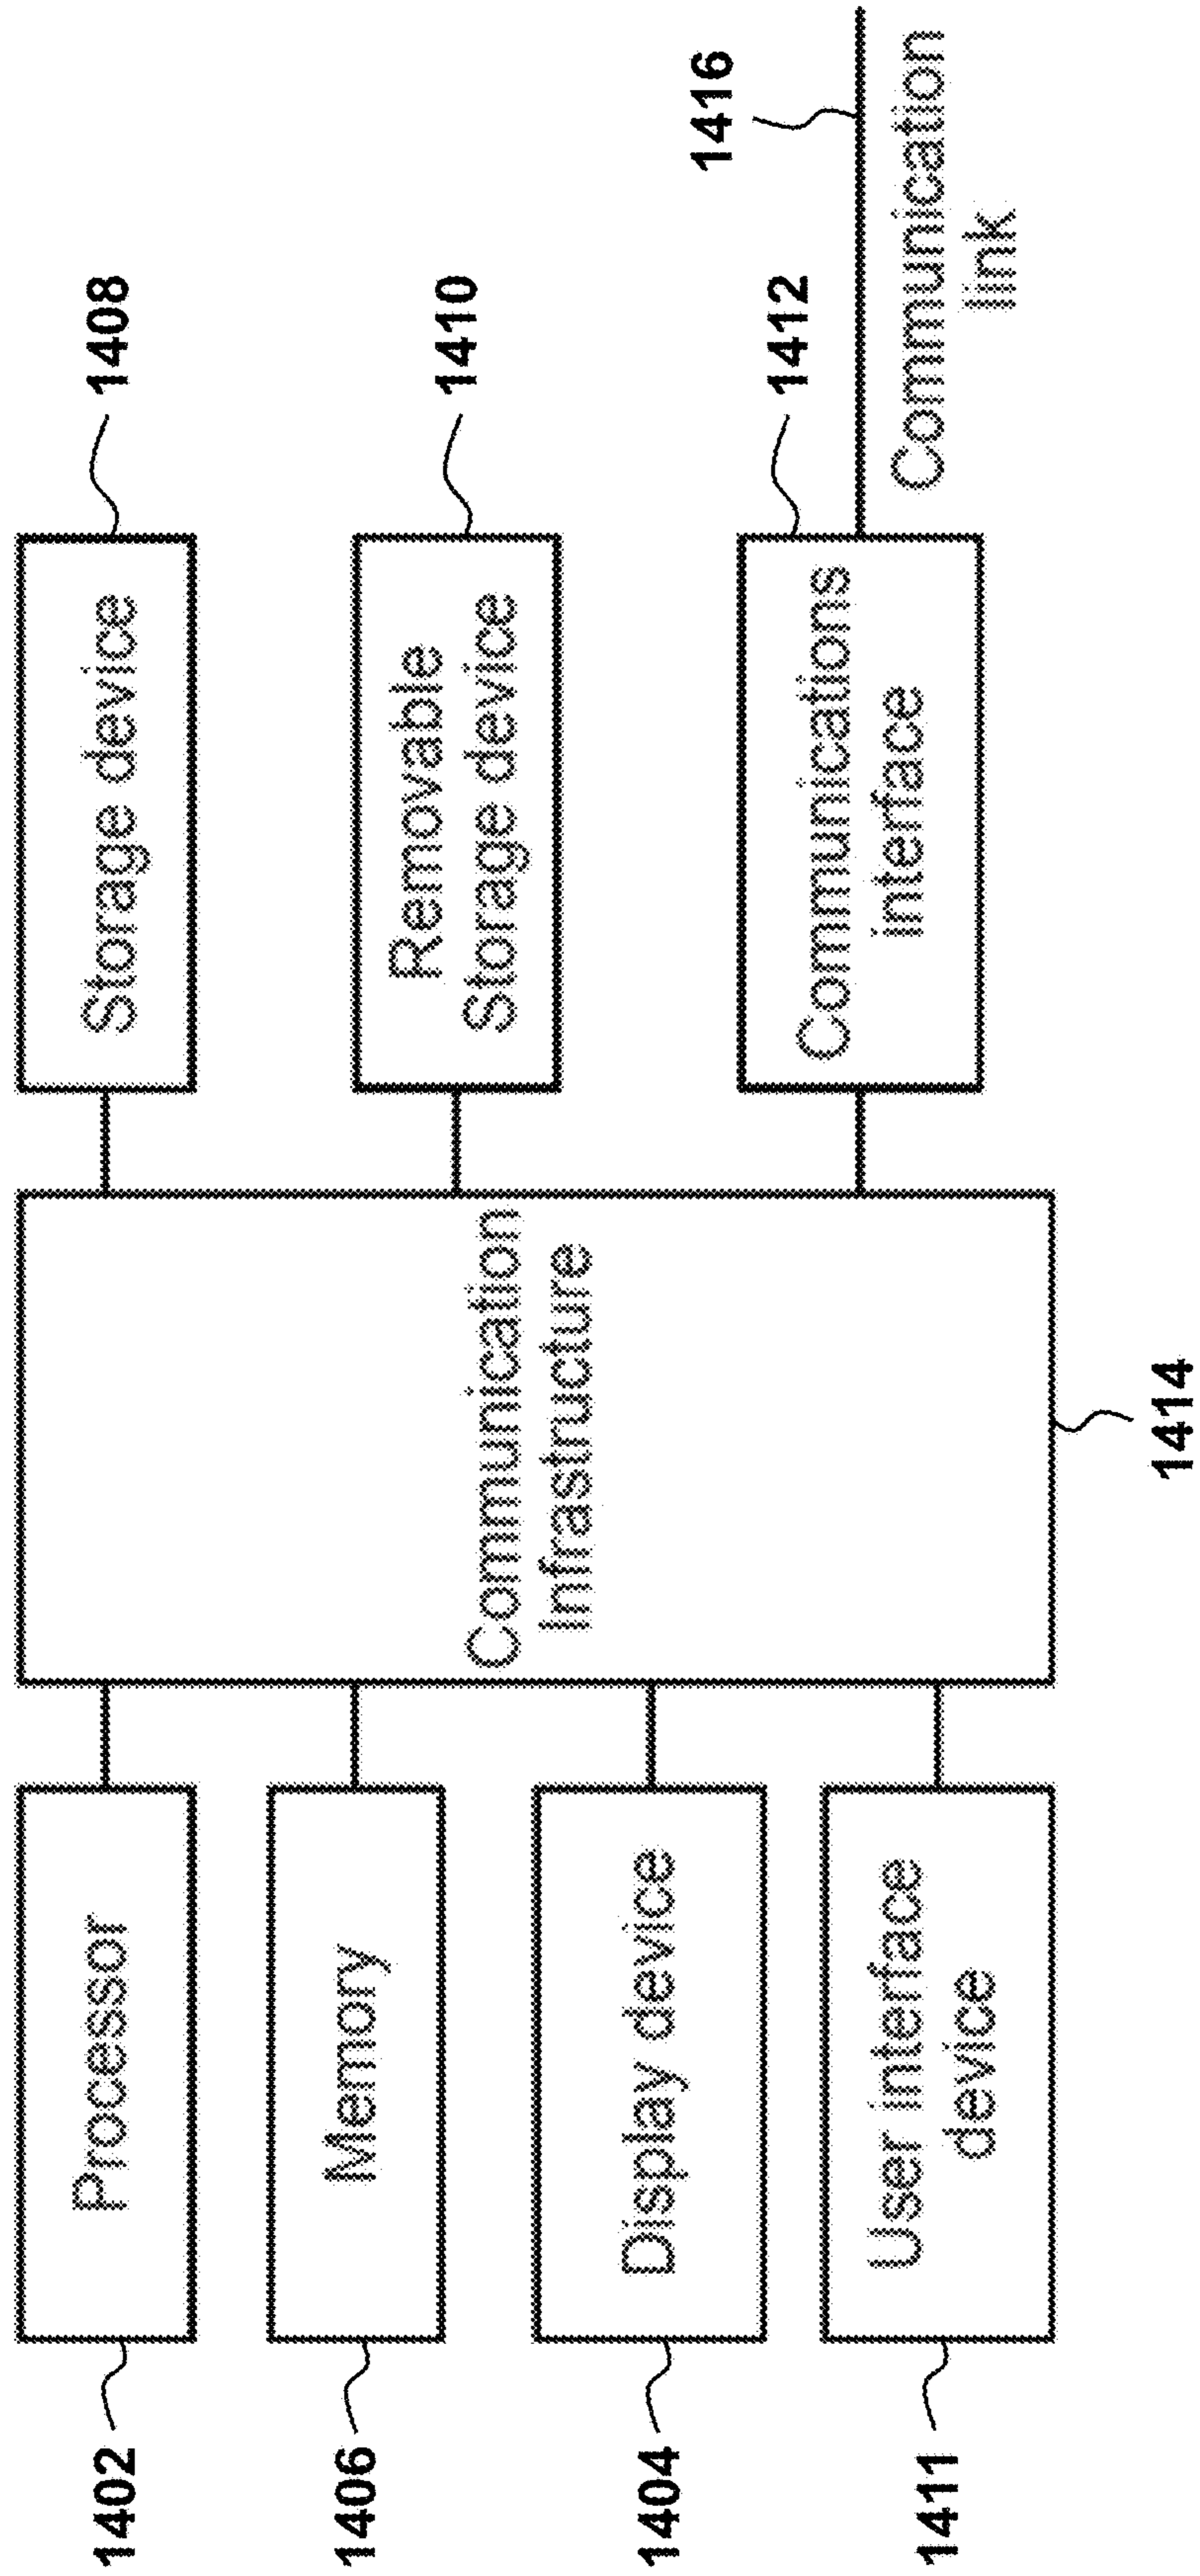 1402
Processor
1406
Memory
1404
Display device
1411
User interface
device
Communication
Infrastructure
1414
Storage device
1408
Removable
Storage device
1410
Communications
interface
1412
1416
Communication
link